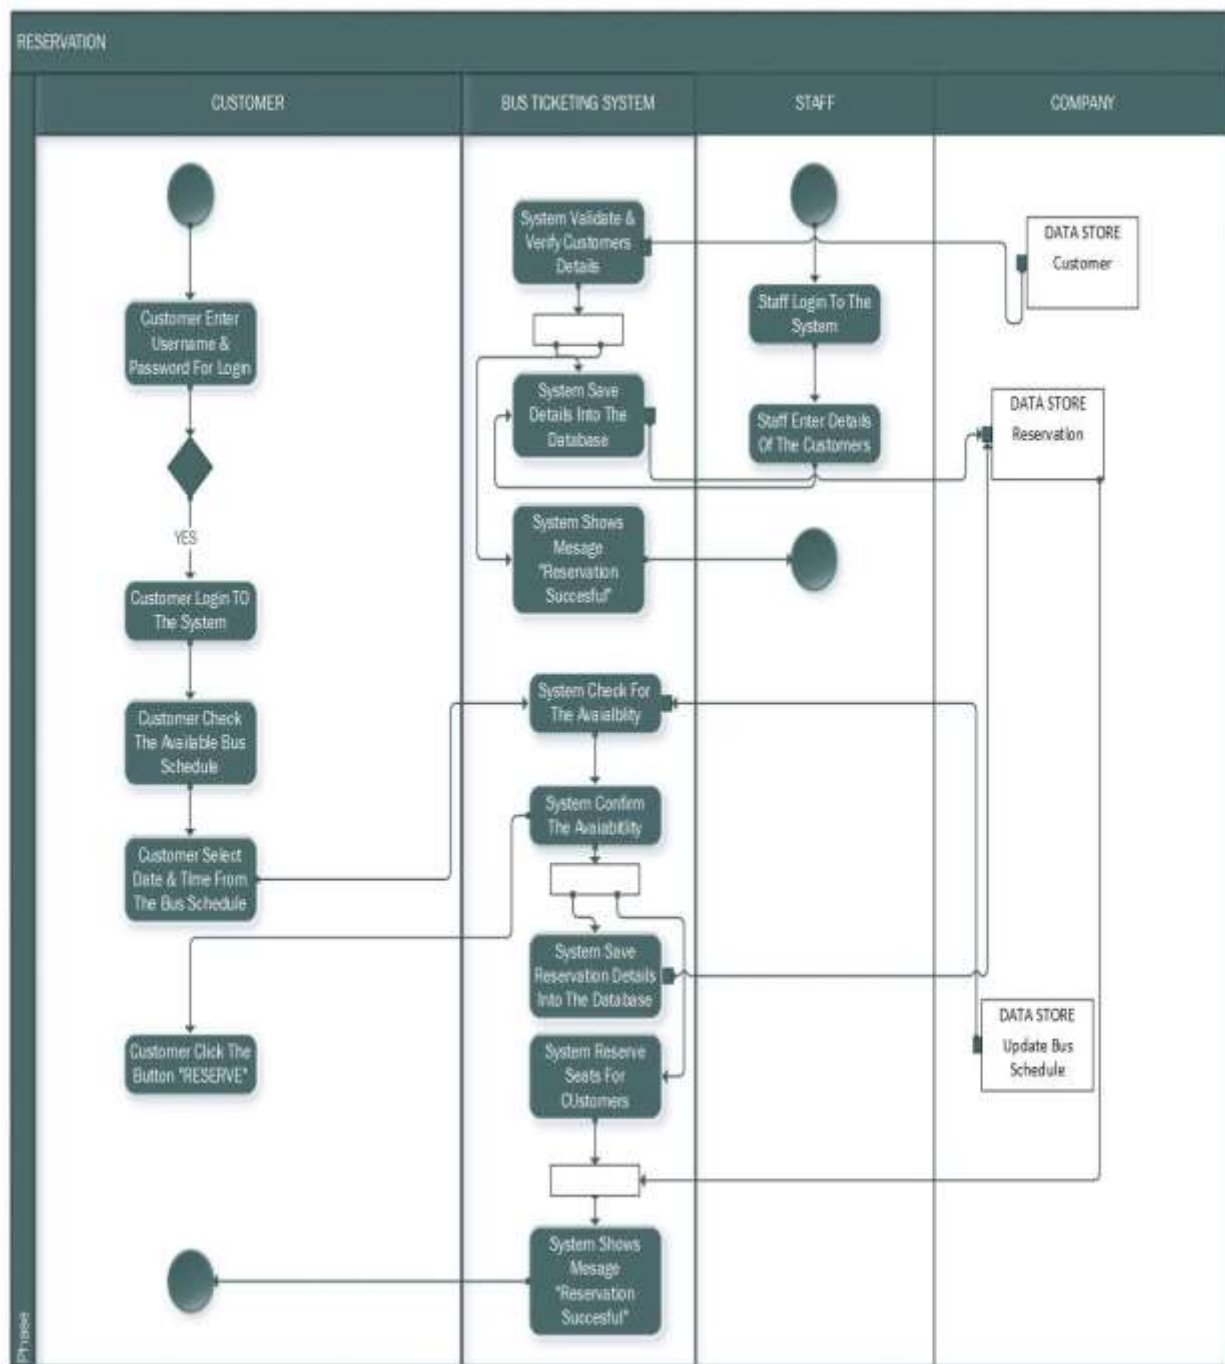 RESERVATION
CUSTOMER
BUS TICKETING SYSTEM
STAFF
COMPANY
Customer Enter
Username &
Password For Login
YES
Customer Login TO
The System
Customer Check
The Available Bus
Schedule
Customer Select
Date & Time From
The Bus Schedule
Customer Click The
Button "RESERVE"
System Validate &
Verify Customers
Details
System Save
Details Into The
Database
System Shows
Mesage
"Reservation
Succesful"
System Check For
The Avaialblity
System Confirm
The Avaiabitlity
System Save
Reservation Details
Into The Database
System Reserve
Seats For
CUstomers
System Shows
Mesage
"Reservation
Succesful"
Staff Login To The
System
Staff Enter Details
Of The Customers
DATA STORE
Customer
DATA STORE
Reservation
DATA STORE
Update Bus
Schedule
Phase